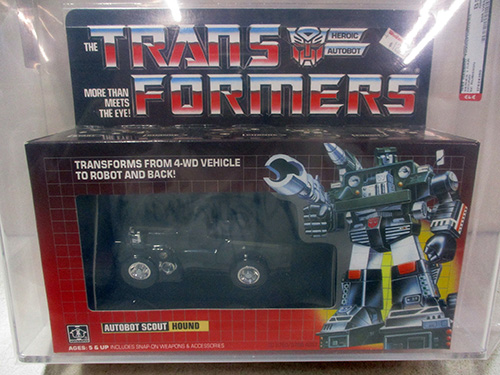 THE TRANS HEROIC AUTOBOT
FORMERS
MORE THAN
MEETS
THE EYE!
TRANSFORMS FROM 4-WD VEHICLE
TO ROBOT AND BACK!
AUTOBOT SCOUT HOUND
AGES: 5 & UP INCLUDES SNAP ON WEAPONS & ACCESSORIES